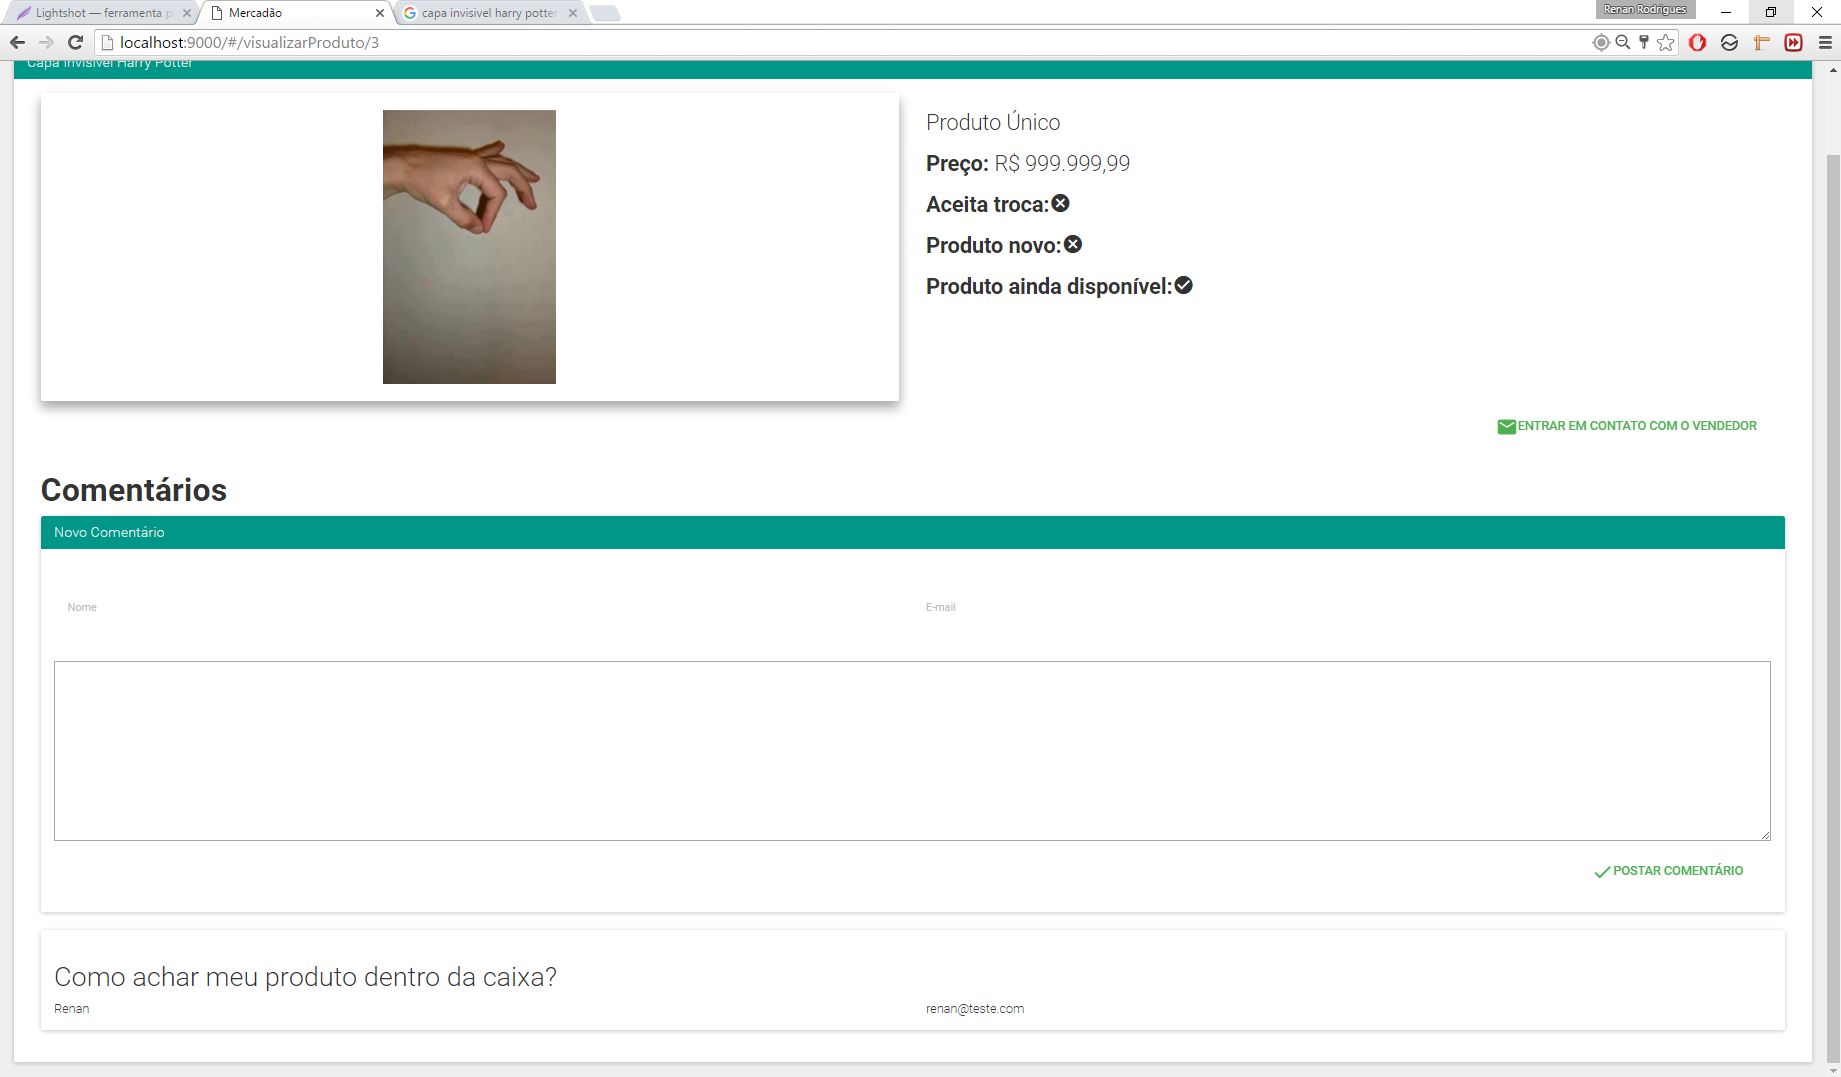 Lightshot — ferramenta p
Mercadão
capa invisivel harry potter
Renan Rodrigues
localhost:9000/#/visualizarProduto/3
Capa Invisivel Harry Potter
Produto Único
Preço: R$ 999.999,99
Aceita troca:
Produto novo:
Produto ainda disponível:
ENTRAR EM CONTATO COM O VENDEDOR
Comentários
Novo Comentário
Nome
E-mail
POSTAR COMENTÁRIO
Como achar meu produto dentro da caixa?
Renan
renan@teste.com